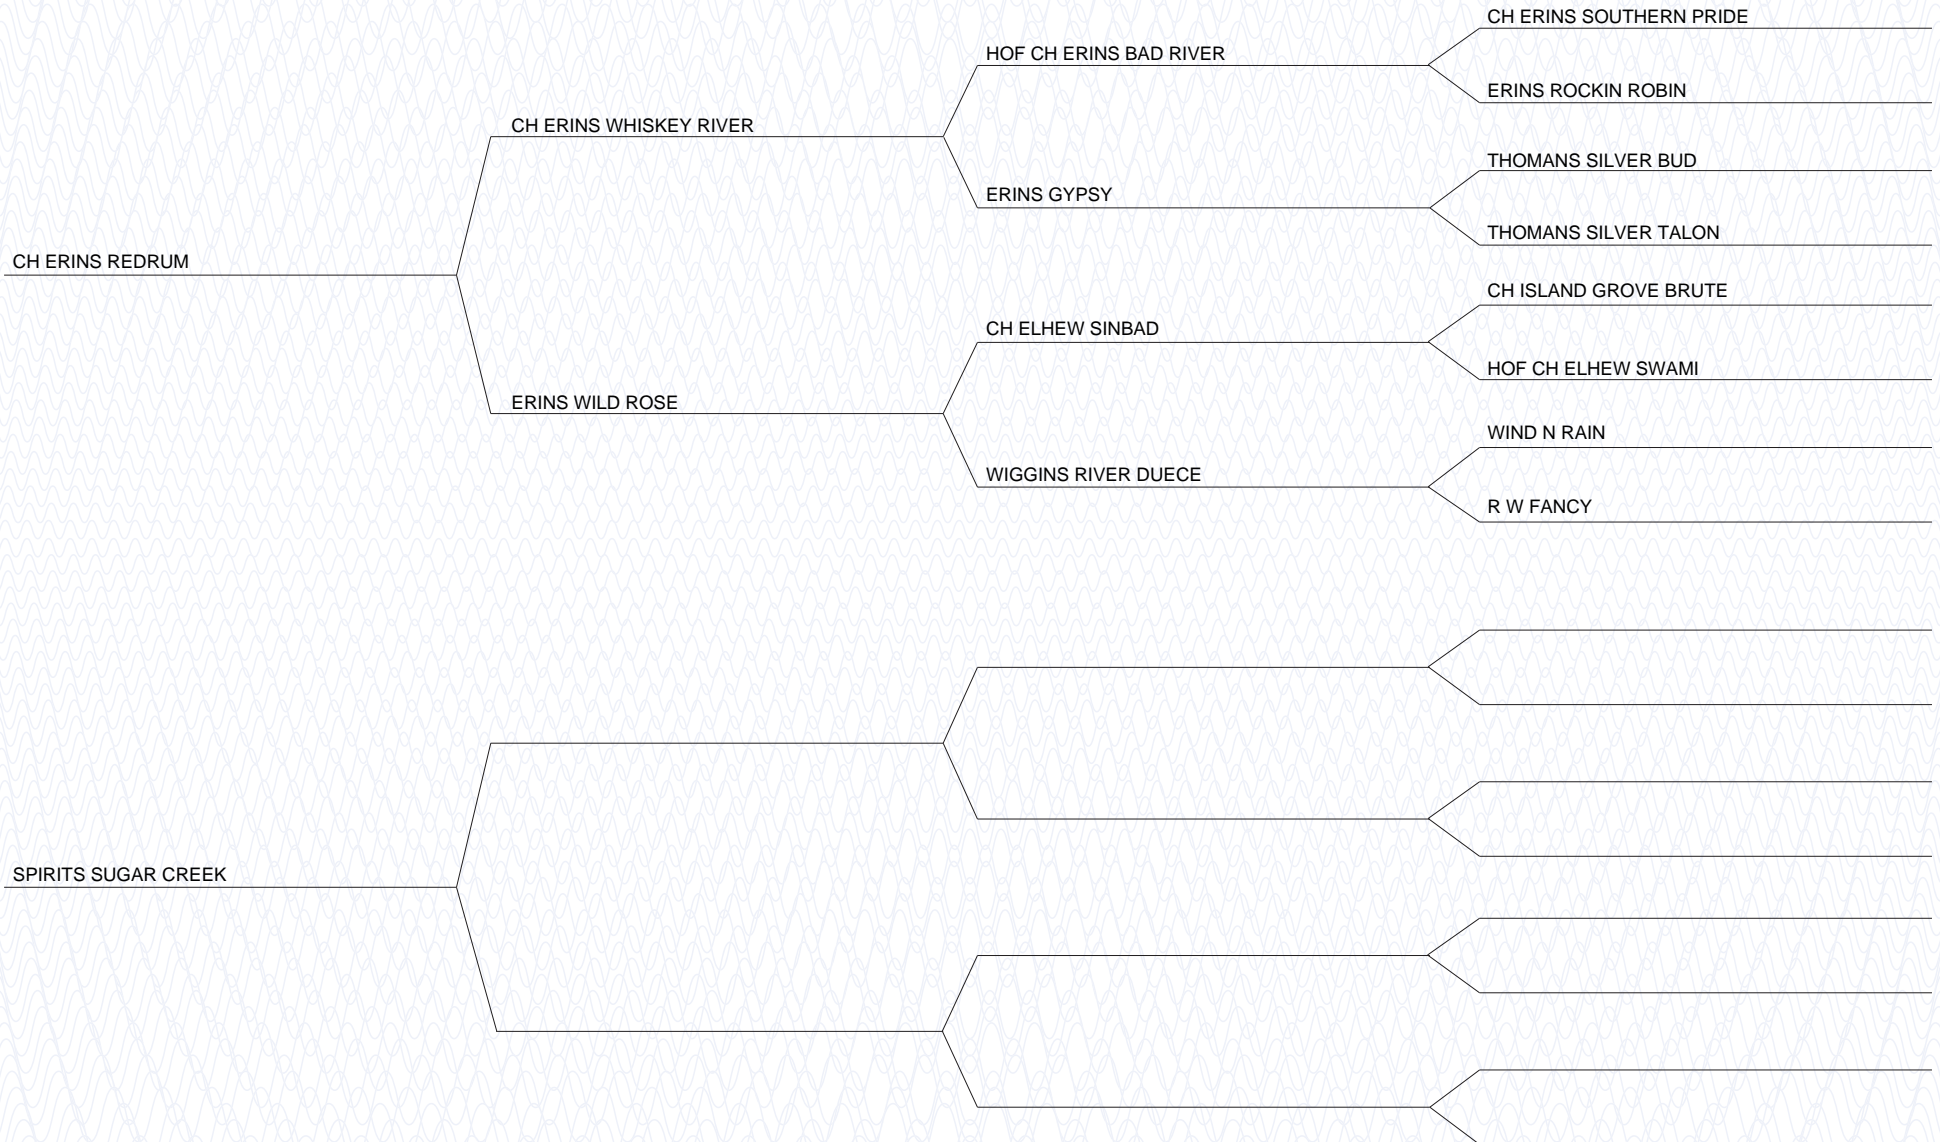 CH ERINS SOUTHERN PRIDE
HOF CH ERINS BAD RIVER
ERINS ROCKIN ROBIN
CH ERINS WHISKEY RIVER
THOMANS SILVER BUD
ERINS GYPSY
THOMANS SILVER TALON
CH ERINS REDRUM
CH ISLAND GROVE BRUTE
CH ELHEW SINBAD
HOF CH ELHEW SWAMI
ERINS WILD ROSE
WIND N RAIN
WIGGINS RIVER DUECE
R W FANCY
SPIRITS SUGAR CREEK